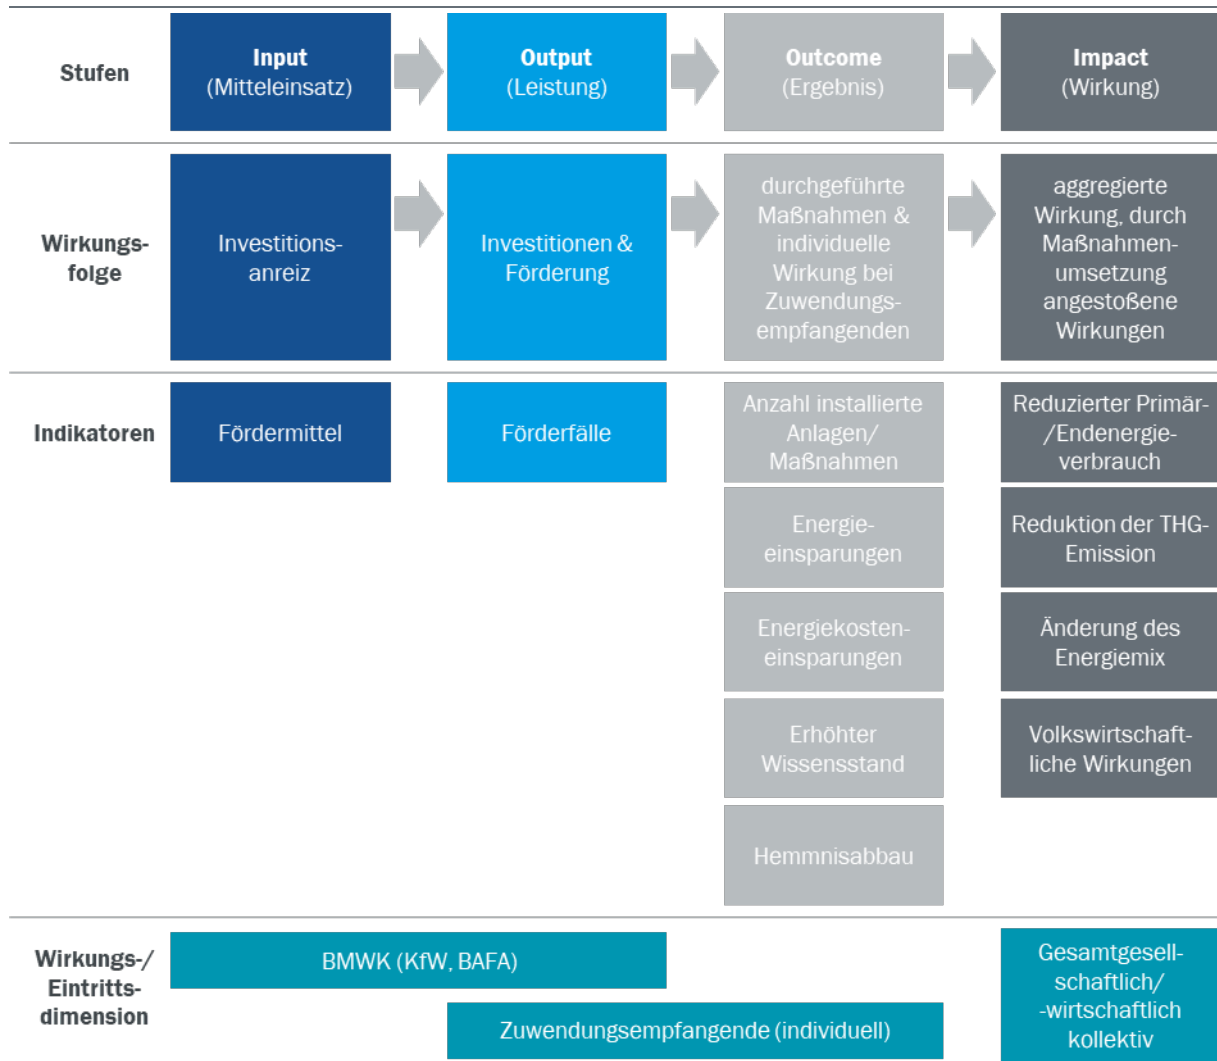 Stufen
Input
(Mitteleinsatz)
Output
(Leistung)
Outcome
(Ergebnis)
Impact
(Wirkung)
Wirkungs-
folge
Investitions-
anreiz
Investitionen &
Förderung
durchgeführte
Maßnahmen &
individuelle
Wirkung bei
Zuwendungs-
empfangenden
aggregierte
Wirkung, durch
Maßnahmen-
umsetzung
angestoßene
Wirkungen
Indikatoren
Fördermittel
Förderfälle
Anzahl installierte
Anlagen/
Maßnahmen
Reduzierter Primär-
/Endenergie-
verbrauch
Energie-
einsparungen
Reduktion der THG-
Emission
Energiekosten-
einsparungen
Änderung des
Energiemix
Erhöhter
Wissensstand
Volkswirtschaft-
liche Wirkungen
Hemmnisabbau
Wirkungs-/
Eintritts-
dimension
BMWK (KfW, BAFA)
Zuwendungsempfangende (individuell)
Gesamtgesell-
schaftlich/
-wirtschaftlich
kollektiv